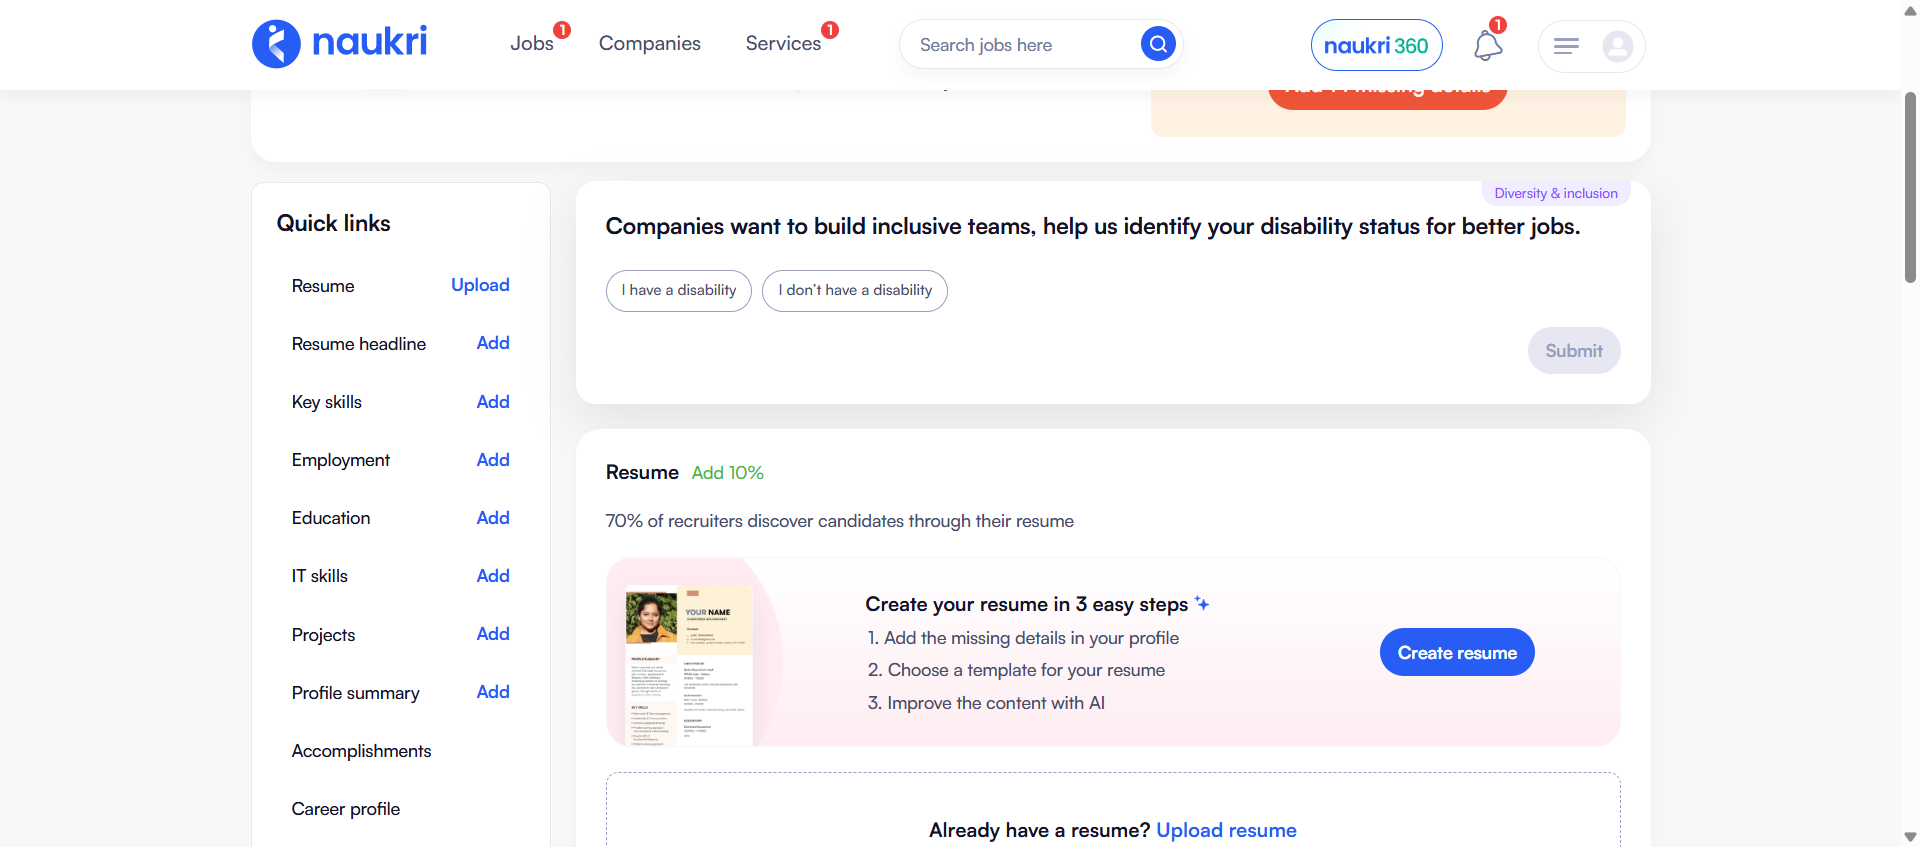 naukri
Jobs 1
Companies
Services 1
Search jobs here
naukri 360
1
Diversity & inclusion
Quick links
Companies want to build inclusive teams, help us identify your disability status for better jobs.
Resume Upload
I have a disability
I don't have a disability
Resume headline Add
Submit
Key skills Add
Employment Add
Resume Add 10%
Education Add
70% of recruiters discover candidates through their resume
IT skills Add
Projects Add
Profile summary Add
Accomplishments
Career profile
YOUR NAME
CHARTERED ACCOUNTANT
Create your resume in 3 easy steps
1. Add the missing details in your profile
2. Choose a template for your resume
3. Improve the content with AI
Create resume
Already have a resume? Upload resume